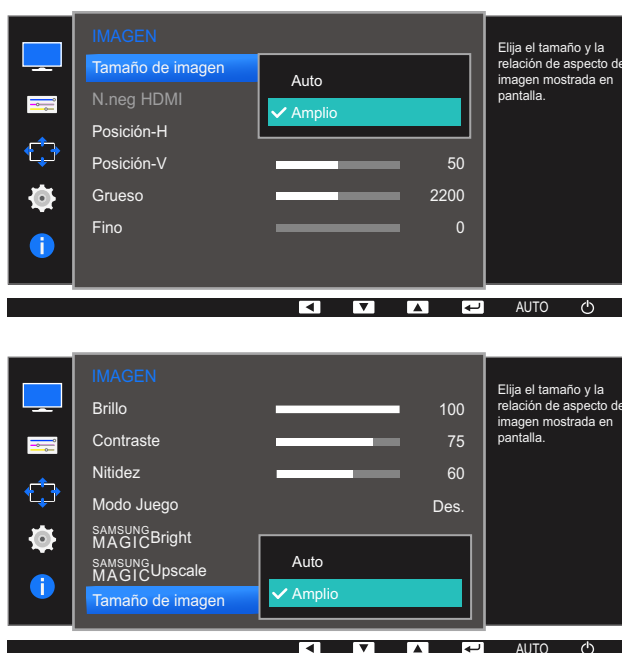 IMAGEN
Tamaño de imagen
Auto
N.neg HDMI
Amplio
Posición-H
Posición-V 50
Grueso 2200
Fino 0
Elija el tamaño y la
relación de aspecto de
imagen mostrada en
pantalla.
AUTO
IMAGEN
Brillo 100
Contraste 75
Nitidez 60
Modo Juego Des.
SAMSUNG
MAGICBright
SAMSUNG
MAGICUpscale
Auto
Tamaño de imagen
Amplio
Elija el tamaño y la
relación de aspecto de
imagen mostrada en
pantalla.
AUTO